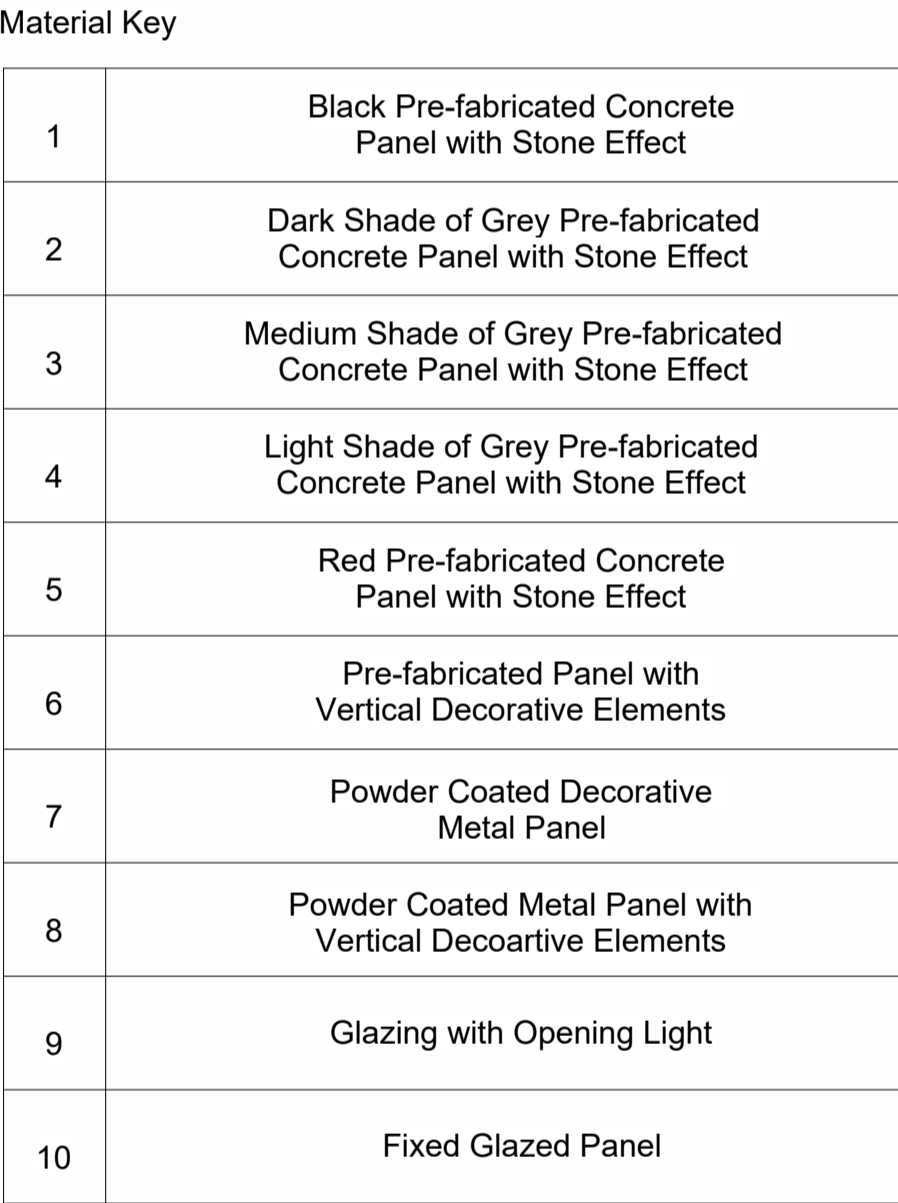 Material Key
1
Black Pre-fabricated Concrete
Panel with Stone Effect
2
Dark Shade of Grey Pre-fabricated
Concrete Panel with Stone Effect
3
Medium Shade of Grey Pre-fabricated
Concrete Panel with Stone Effect
4
Light Shade of Grey Pre-fabricated
Concrete Panel with Stone Effect
5
Red Pre-fabricated Concrete
Panel with Stone Effect
6
Pre-fabricated Panel with
Vertical Decorative Elements
7
Powder Coated Decorative
Metal Panel
8
Powder Coated Metal Panel with
Vertical Decoartive Elements
9
Glazing with Opening Light
10
Fixed Glazed Panel